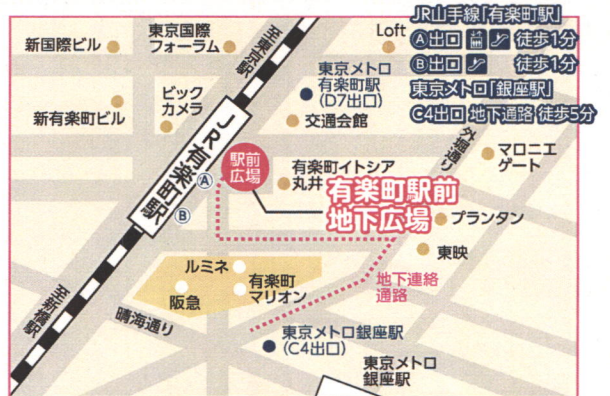 JR山手線「有楽町駅」
Ⓐ出口 徒歩1分
Ⓑ出口 徒歩1分
東京メトロ「銀座駅」
C4出口 地下通路 徒歩5分
新国際ビル
東京国際
フォーラム
至東京駅
Loft
東京メトロ
有楽町駅
(D7出口)
ビック
カメラ
新有楽町ビル
交通会館
外堀通り
マロニエ
ゲート
JR有楽町駅
Ⓐ
Ⓑ
駅前
広場
有楽町イトシア
丸井
有楽町駅前
地下広場
プランタン
東映
ルミネ
阪急
有楽町
マリオン
地下連絡
通路
至新橋駅
晴海通り
東京メトロ銀座駅
(C4出口)
東京メトロ
銀座駅